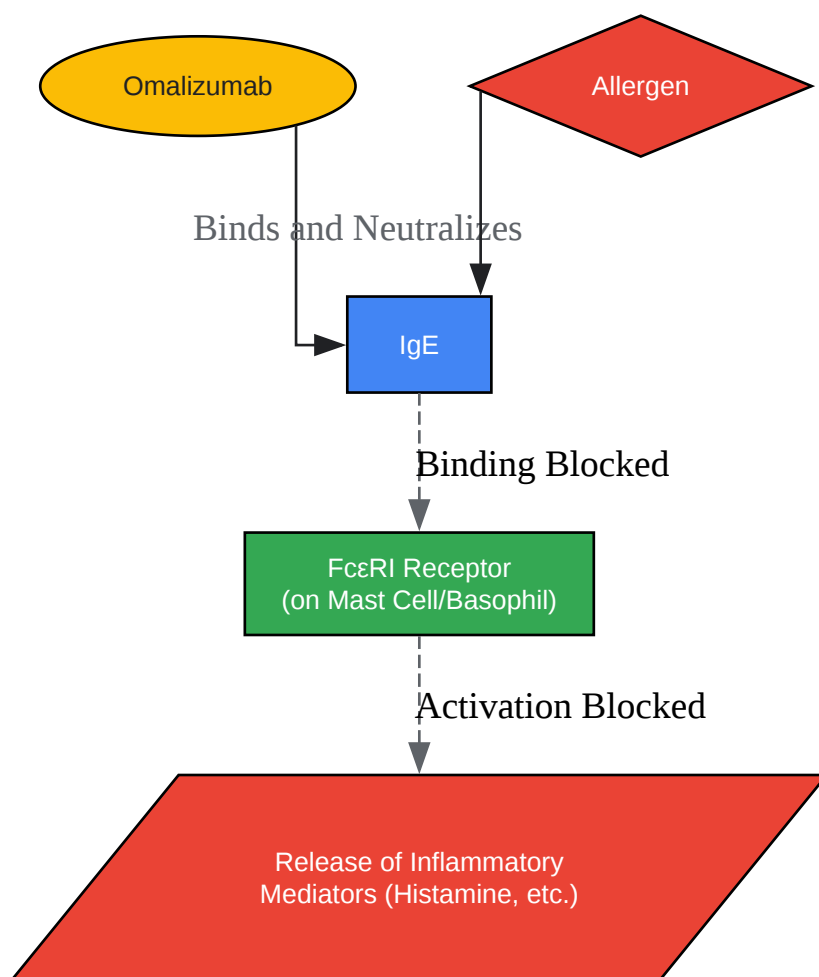 Omalizumab
Allergen
Binds and Neutralizes
IgE
Binding Blocked
FcεRI Receptor
(on Mast Cell/Basophil)
Activation Blocked
Release of Inflammatory
Mediators (Histamine, etc.)